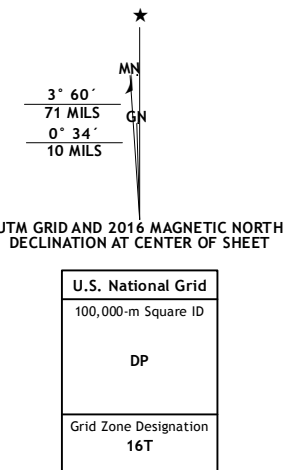 ★
MN
3° 60´
71 MILS
GN
0° 34´
10 MILS
UTM GRID AND 2016 MAGNETIC NORTH
DECLINATION AT CENTER OF SHEET
U.S. National Grid
100,000-m Square ID
DP
Grid Zone Designation
16T